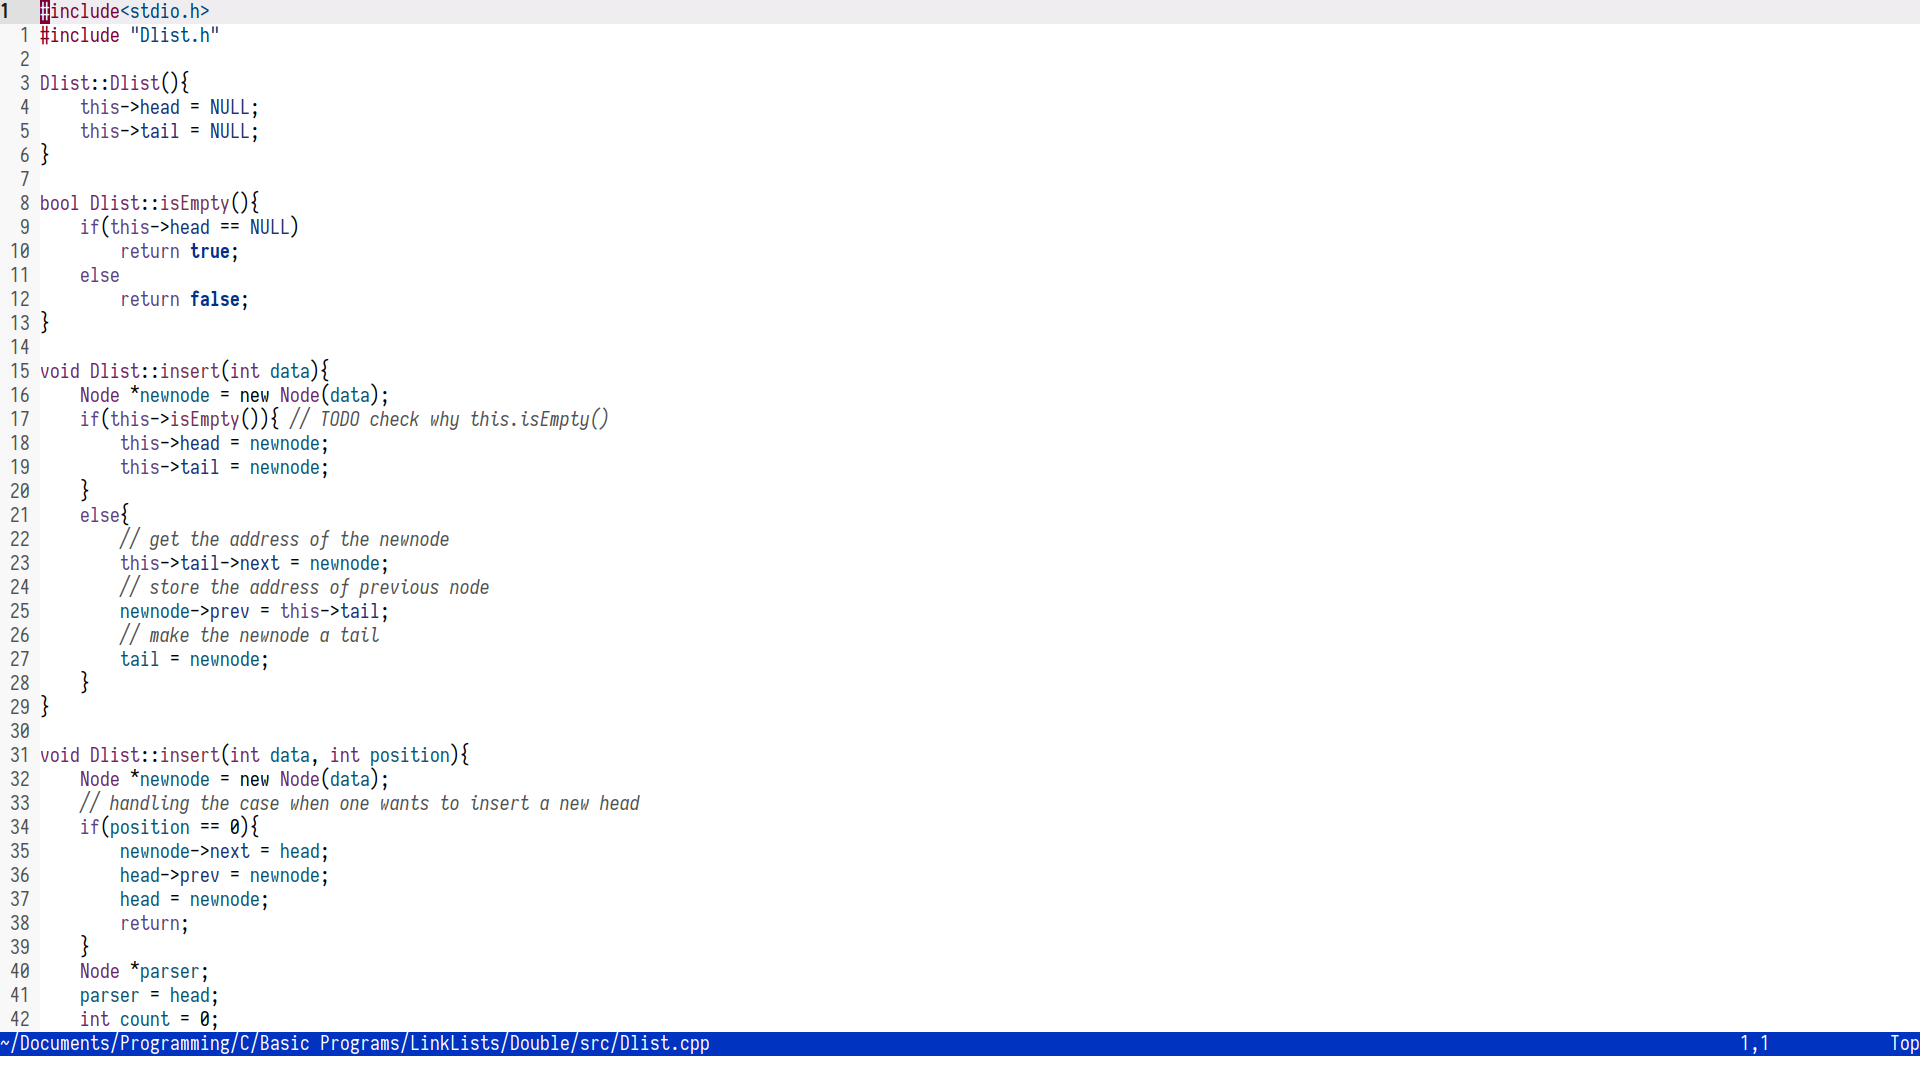 1   #include<stdio.h>
  1 #include "Dlist.h"
  2
  3 Dlist::Dlist(){
  4     this->head = NULL;
  5     this->tail = NULL;
  6 }
  7
  8 bool Dlist::isEmpty(){
  9     if(this->head == NULL)
 10         return true;
 11     else
 12         return false;
 13 }
 14
 15 void Dlist::insert(int data){
 16     Node *newnode = new Node(data);
 17     if(this->isEmpty()){ // TODO check why this.isEmpty()
 18         this->head = newnode;
 19         this->tail = newnode;
 20     }
 21     else{
 22         // get the address of the newnode
 23         this->tail->next = newnode;
 24         // store the address of previous node
 25         newnode->prev = this->tail;
 26         // make the newnode a tail
 27         tail = newnode;
 28     }
 29 }
 30
 31 void Dlist::insert(int data, int position){
 32     Node *newnode = new Node(data);
 33     // handling the case when one wants to insert a new head
 34     if(position == 0){
 35         newnode->next = head;
 36         head->prev = newnode;
 37         head = newnode;
 38         return;
 39     }
 40     Node *parser;
 41     parser = head;
 42     int count = 0;
~/Documents/Programming/C/Basic Programs/LinkLists/Double/src/Dlist.cpp 1,1 Top